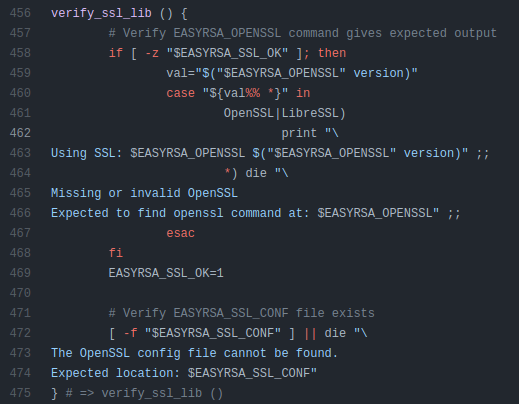 456 verify_ssl_lib () {
457         # Verify EASYRSA_OPENSSL command gives expected output
458         if [ -z "$EASYRSA_SSL_OK" ]; then
459                 val="$("$EASYRSA_OPENSSL" version)"
460                 case "${val%% *}" in
461                         OpenSSL|LibreSSL)
462                                 print "\
463 Using SSL: $EASYRSA_OPENSSL $("$EASYRSA_OPENSSL" version)" ;;
464                         *) die "\
465 Missing or invalid OpenSSL
466 Expected to find openssl command at: $EASYRSA_OPENSSL" ;;
467                 esac
468         fi
469         EASYRSA_SSL_OK=1
470
471         # Verify EASYRSA_SSL_CONF file exists
472         [ -f "$EASYRSA_SSL_CONF" ] || die "\
473 The OpenSSL config file cannot be found.
474 Expected location: $EASYRSA_SSL_CONF"
475 } # => verify_ssl_lib ()